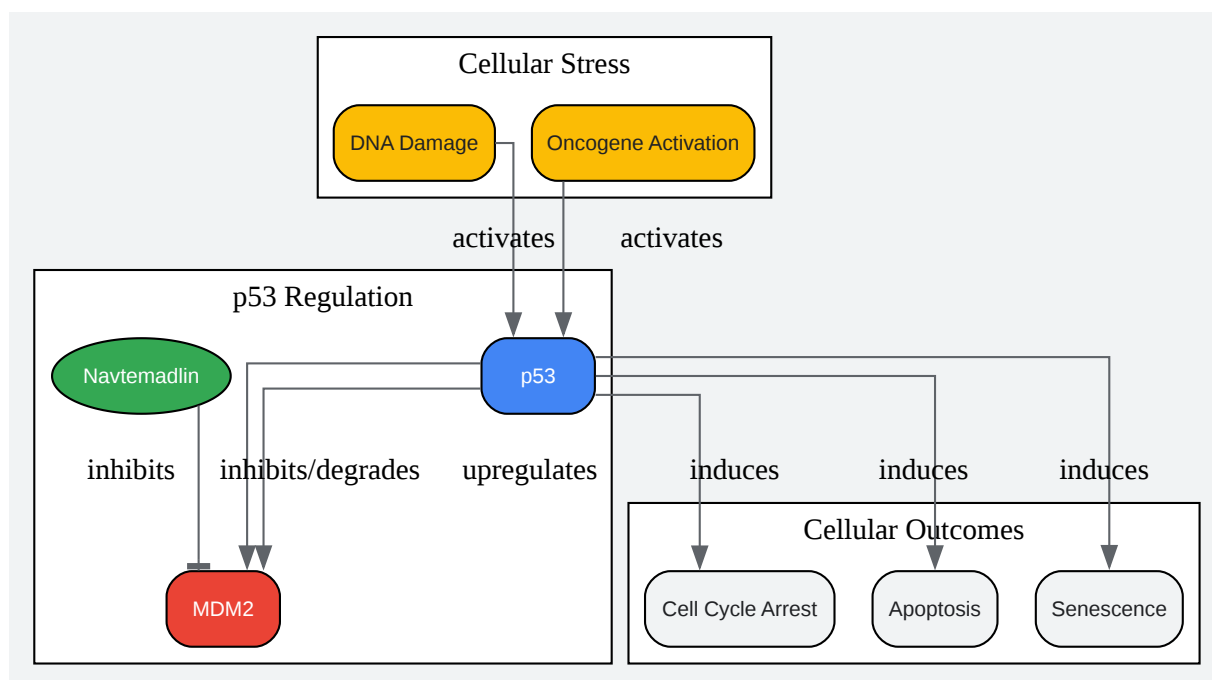 Cellular Stress
DNA Damage
Oncogene Activation
activates
activates
p53 Regulation
Navtemadlin
p53
inhibits
inhibits/degrades
upregulates
induces
induces
induces
Cellular Outcomes
MDM2
Cell Cycle Arrest
Apoptosis
Senescence